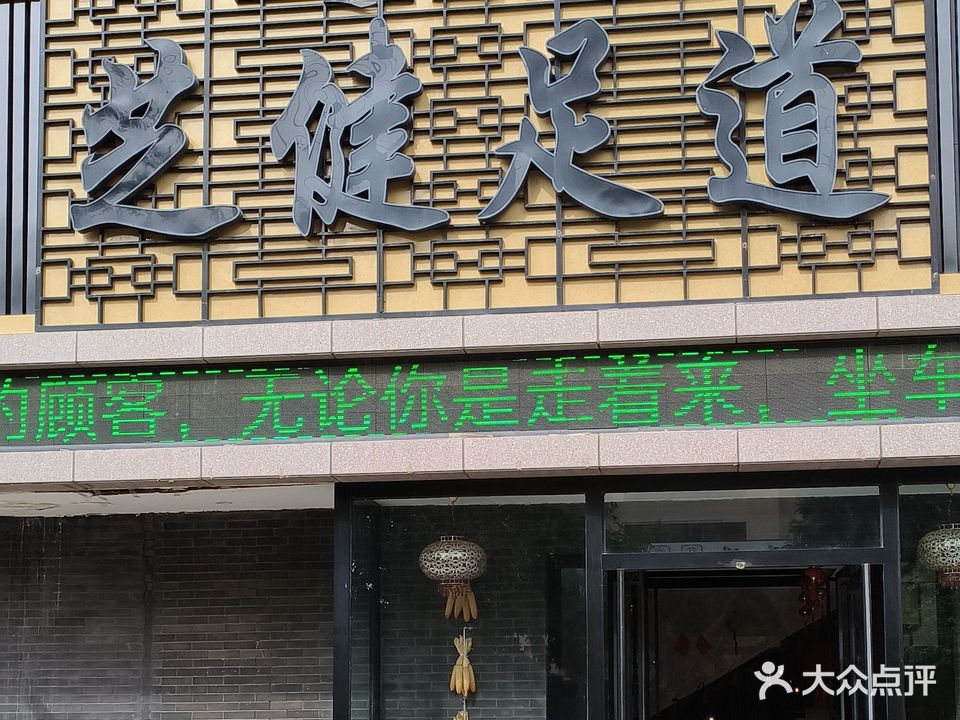 芝健足道
的顾客，无论你是走着来，坐车
大众点评